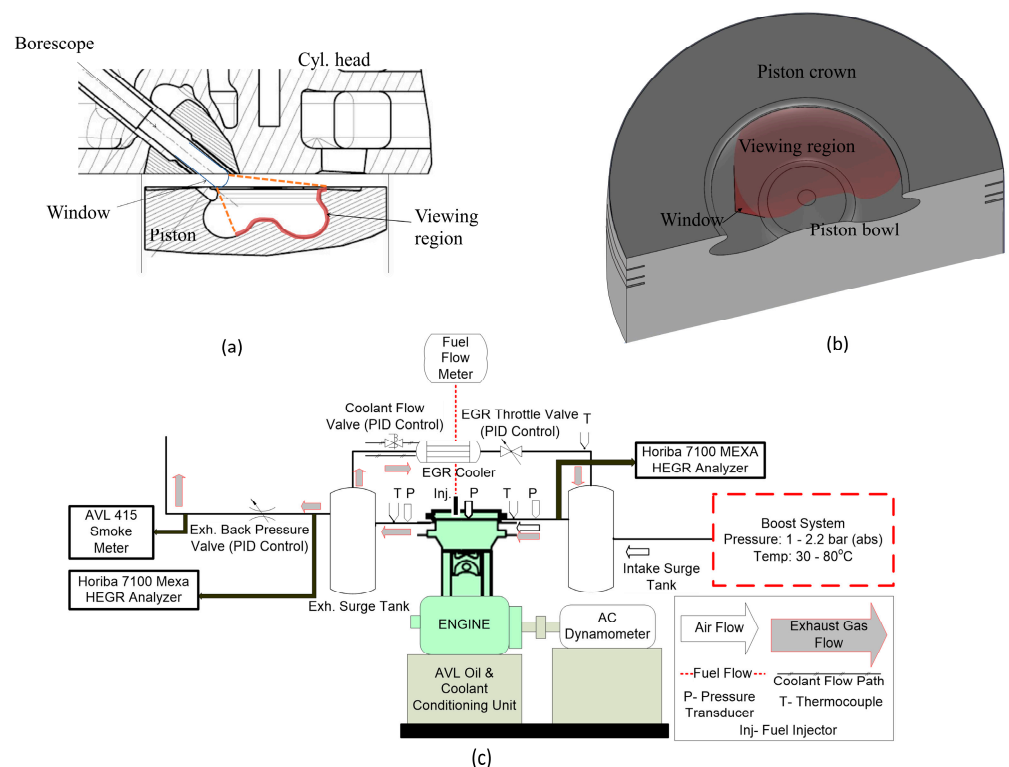 Borescope
Cyl. head
Window
Piston
Viewing
region
(a)
Piston crown
Viewing region
Window
Piston bowl
(b)
Fuel
Flow
Meter
Coolant Flow
Valve (PID Control)
EGR Throttle Valve
(PID Control)
T
EGR Cooler
Horiba 7100 MEXA
HEGR Analyzer
T P
Inj.
P
T
P
AVL 415
Smoke
Meter
Exh. Back Pressure
Valve (PID Control)
Boost System
Pressure: 1 - 2.2 bar (abs)
Temp: 30 - 80°C
Intake Surge
Tank
Horiba 7100 Mexa
HEGR Analyzer
Exh. Surge Tank
ENGINE
AC
Dynamometer
AVL Oil &
Coolant
Conditioning Unit
Air Flow
Exhaust Gas
Flow
Fuel Flow
Coolant Flow Path
P- Pressure
Transducer
T- Thermocouple
Inj- Fuel Injector
(c)